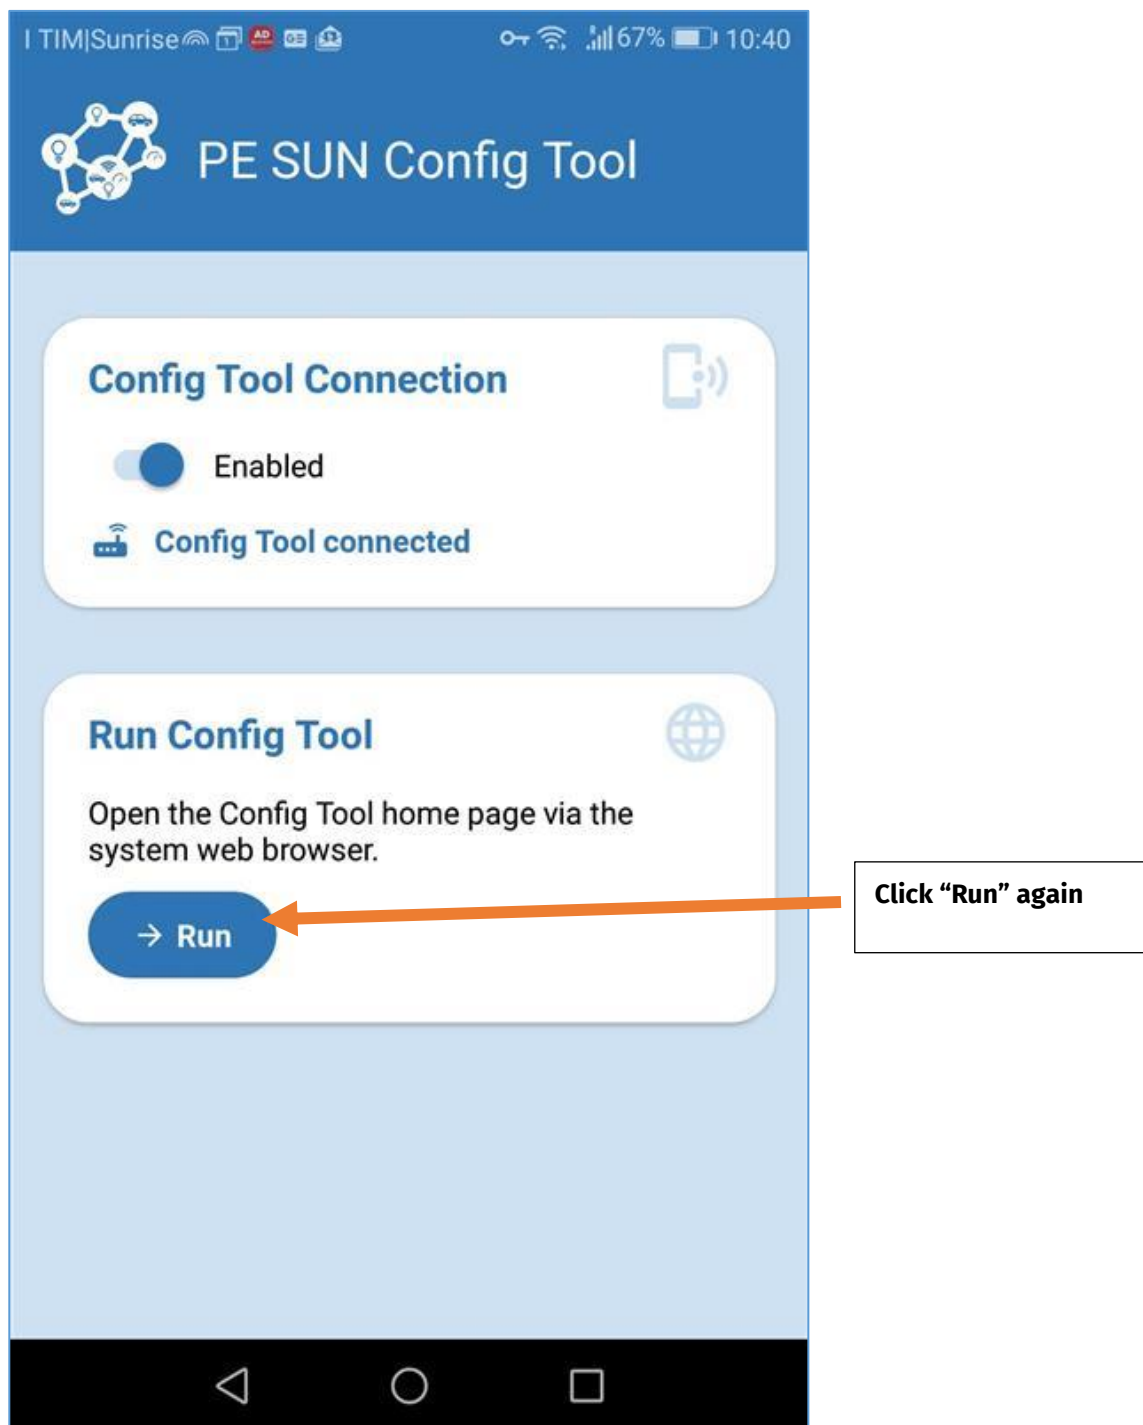 I TIM|Sunrise 67% 10:40
PE SUN Config Tool
Config Tool Connection
Enabled
Config Tool connected
Run Config Tool
Open the Config Tool home page via the
system web browser.
→ Run
Click “Run” again